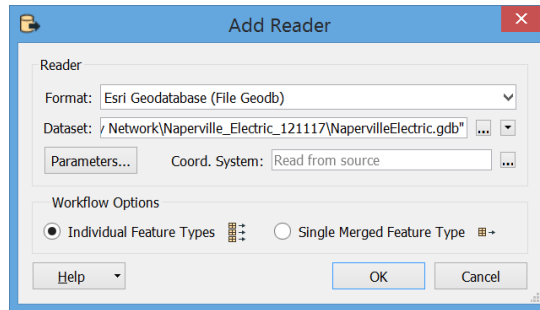 Add Reader
Reader
Format: Esri Geodatabase (File Geodb)
Dataset: y Network\Naperville_Electric_121117\NapervilleElectric.gdb" ...
Parameters... Coord. System: Read from source ...
Workflow Options
Individual Feature Types Single Merged Feature Type
Help OK Cancel